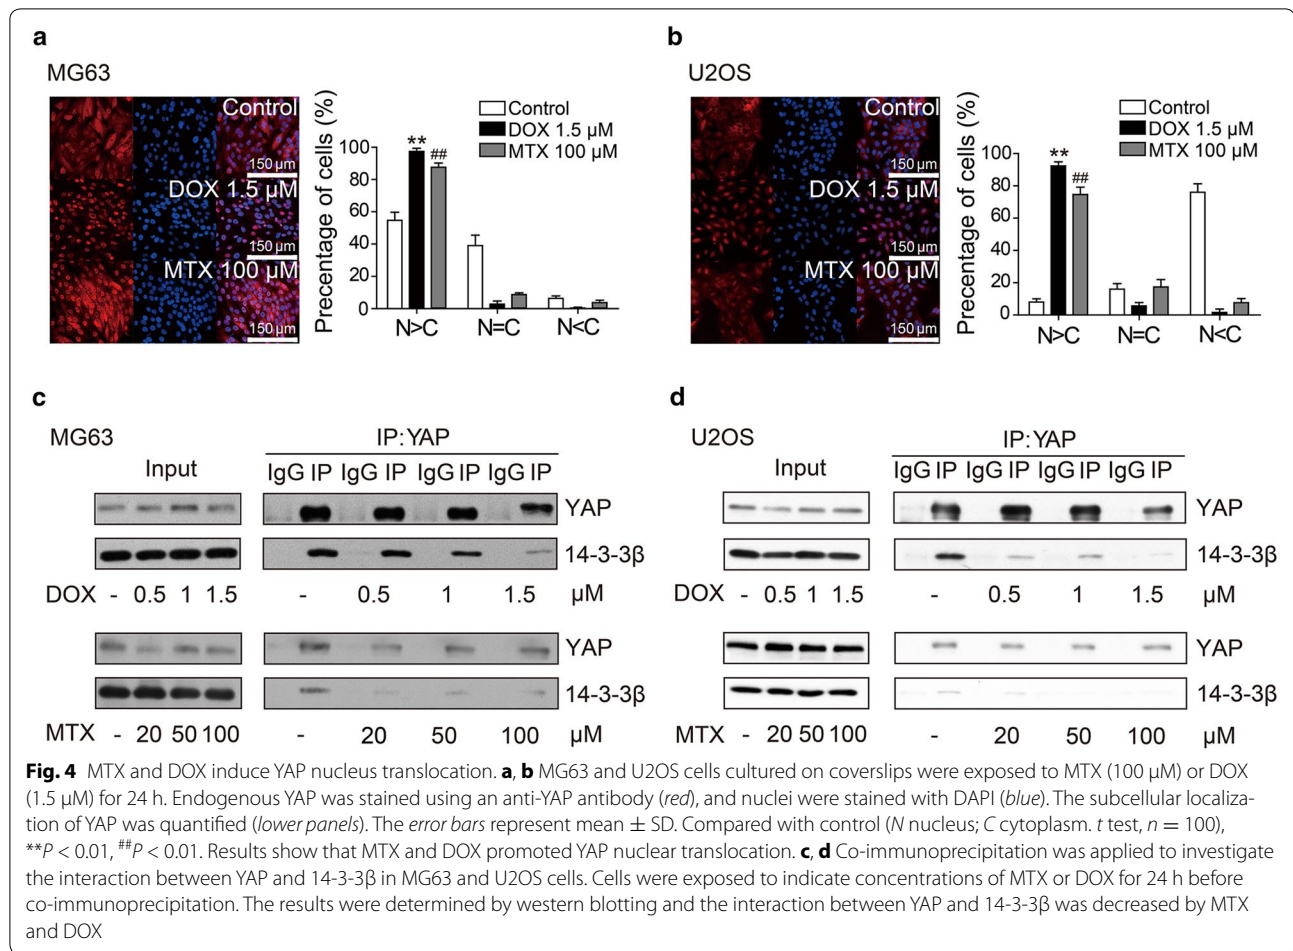 a
MG63
Control
150 µm
DOX 1.5 µM
150 µm
MTX 100 µM
150 µm
Precentage of cells (%)
100
80
60
40
20
0
Control
DOX 1.5 µM
MTX 100 µM
**
##
N>C
N=C
N<C
b
U2OS
Control
150 µm
DOX 1.5 µM
150 µm
MTX 100 µM
150 µm
Precentage of cells (%)
100
80
60
40
20
0
Control
DOX 1.5 µM
MTX 100 µM
**
##
N>C
N=C
N<C
c
MG63
Input
IP:YAP
IgG IP IgG IP IgG IP IgG IP
YAP
14-3-3β
DOX - 0.5 1 1.5 - 0.5 1 1.5 µM
YAP
14-3-3β
MTX - 20 50 100 - 20 50 100 µM
d
U2OS
Input
IP:YAP
IgG IP IgG IP IgG IP IgG IP
YAP
14-3-3β
DOX - 0.5 1 1.5 - 0.5 1 1.5 µM
YAP
14-3-3β
MTX - 20 50 100 - 20 50 100 µM
Fig. 4 MTX and DOX induce YAP nucleus translocation. a, b MG63 and U2OS cells cultured on coverslips were exposed to MTX (100 µM) or DOX
(1.5 µM) for 24 h. Endogenous YAP was stained using an anti-YAP antibody (red), and nuclei were stained with DAPI (blue). The subcellular localiza-
tion of YAP was quantified (lower panels). The error bars represent mean ± SD. Compared with control (N nucleus; C cytoplasm. t test, n = 100),
**P < 0.01, ##P < 0.01. Results show that MTX and DOX promoted YAP nuclear translocation. c, d Co-immunoprecipitation was applied to investigate
the interaction between YAP and 14-3-3β in MG63 and U2OS cells. Cells were exposed to indicate concentrations of MTX or DOX for 24 h before
co-immunoprecipitation. The results were determined by western blotting and the interaction between YAP and 14-3-3β was decreased by MTX
and DOX